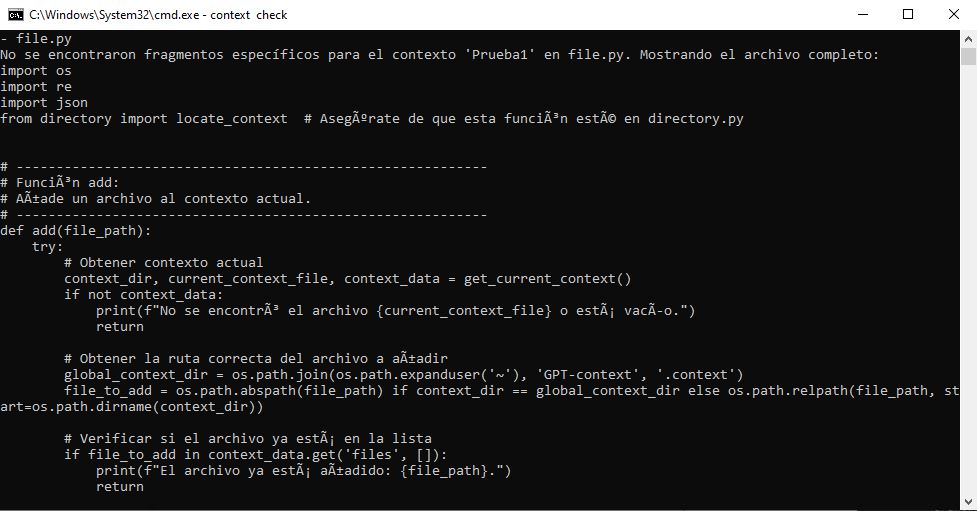 C:\Windows\System32\cmd.exe - context check
- file.py
No se encontraron fragmentos específicos para el contexto 'Prueba1' en file.py. Mostrando el archivo completo:
import os
import re
import json
from directory import locate_context  # AsegÃºrate de que esta funciÃ³n estÃ© en directory.py
# -----------------------------------------------------------
# FunciÃ³n add:
# AÃ±ade un archivo al contexto actual.
# -----------------------------------------------------------
def add(file_path):
    try:
        # Obtener contexto actual
        context_dir, current_context_file, context_data = get_current_context()
        if not context_data:
            print(f"No se encontrÃ³ el archivo {current_context_file} o estÃ¡ vacÃ-o.")
            return
        # Obtener la ruta correcta del archivo a aÃ±adir
        global_context_dir = os.path.join(os.path.expanduser('~'), 'GPT-context', '.context')
        file_to_add = os.path.abspath(file_path) if context_dir == global_context_dir else os.path.relpath(file_path, st
art=os.path.dirname(context_dir))
        # Verificar si el archivo ya estÃ¡ en la lista
        if file_to_add in context_data.get('files', []):
            print(f"El archivo ya estÃ¡ aÃ±adido: {file_path}.")
            return